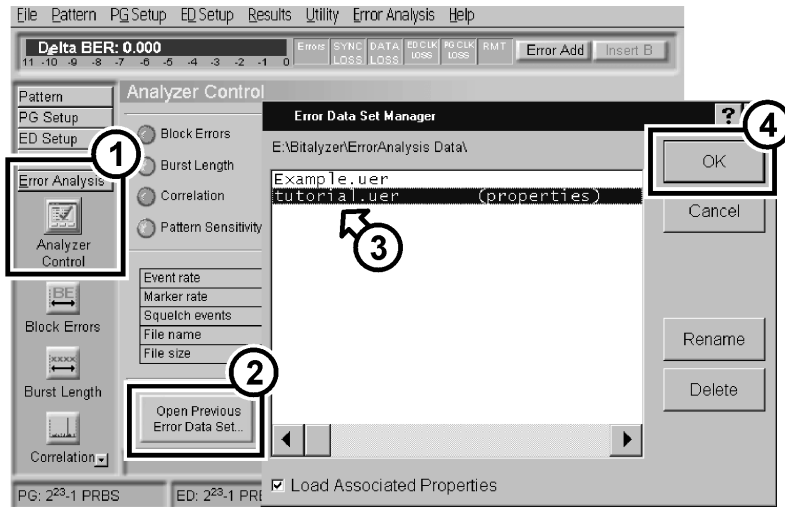 File Pattern PG Setup ED Setup Results Utility Error Analysis Help
Delta BER: 0.000
11 -10 -9 -8 -7 -6 -5 -4 -3 -2 -1 0
Errors SYNC LOSS DATA LOSS ED CLK LOSS PG CLK LOSS RMT Error Add Insert B
Pattern
PG Setup
ED Setup
1
Error Analysis
Analyzer
Control
BE
Block Errors
xxxx
Burst Length
Correlation
Analyzer Control
Block Errors
Burst Length
Correlation
Pattern Sensitivity
Event rate
Marker rate
Squelch events
File name
File size
2
Open Previous
Error Data Set...
Error Data Set Manager ?
4
E:\Bitalyzer\ErrorAnalysis Data\
Example.uer
tutorial.uer (properties)
3
OK
Cancel
Rename
Delete
Load Associated Properties
PG: 2²³-1 PRBS ED: 2²³-1 PRB